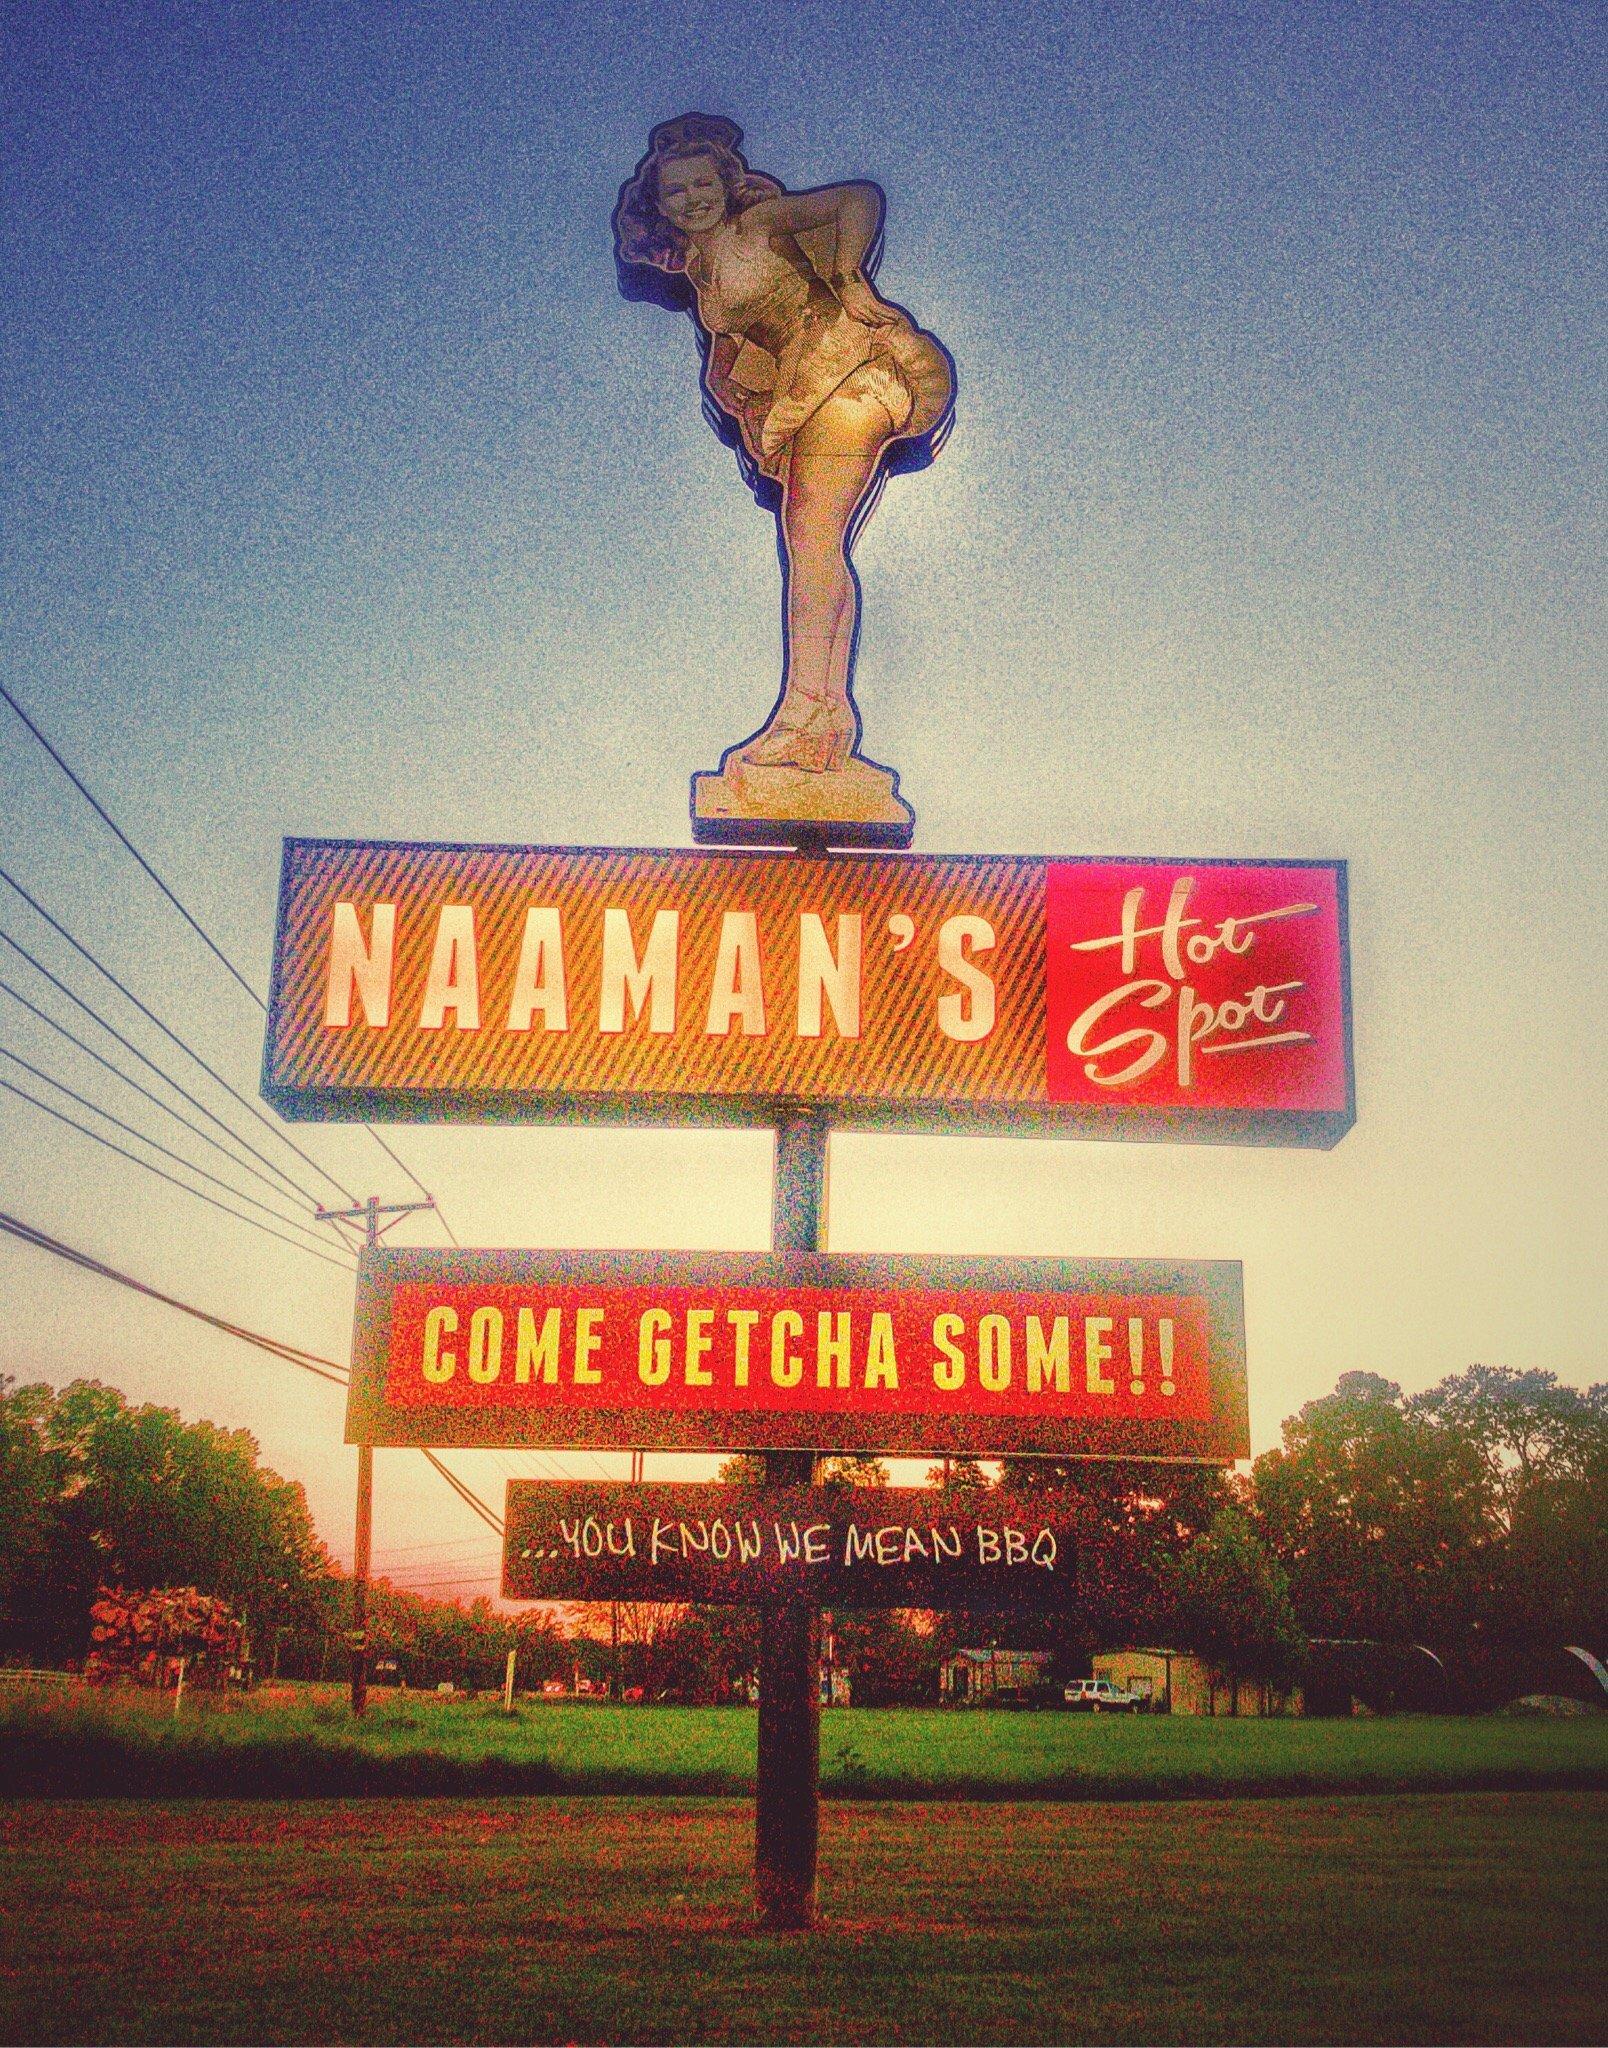 NAAMAN'S
Hot
Spot
COME GETCHA SOME!!
...YOU KNOW WE MEAN BBQ